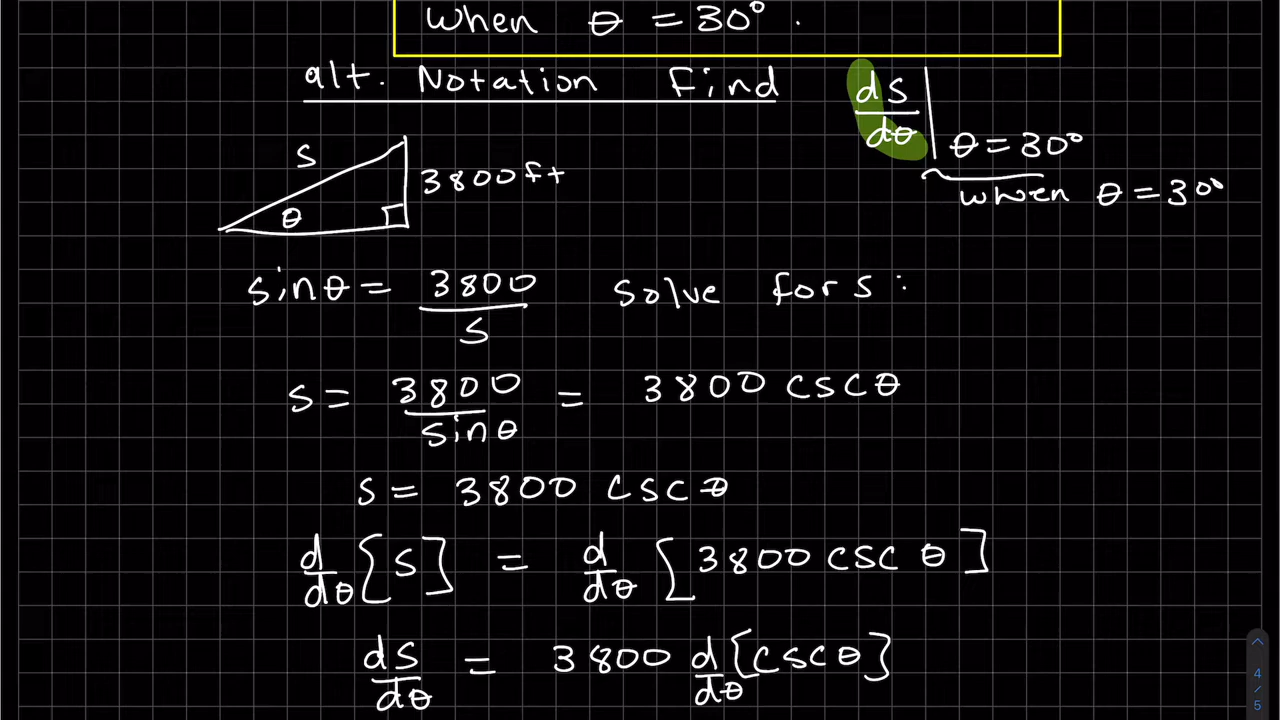 when θ = 30°.
alt. Notation Find ds/dθ | θ = 30°
when θ = 30°
s
3800ft
θ
sinθ = 3800/s solve for s:
s = 3800/sinθ = 3800 cscθ
s = 3800 cscθ
d/dθ [s] = d/dθ [3800 csc θ]
ds/dθ = 3800 d/dθ [cscθ]
4
/
5